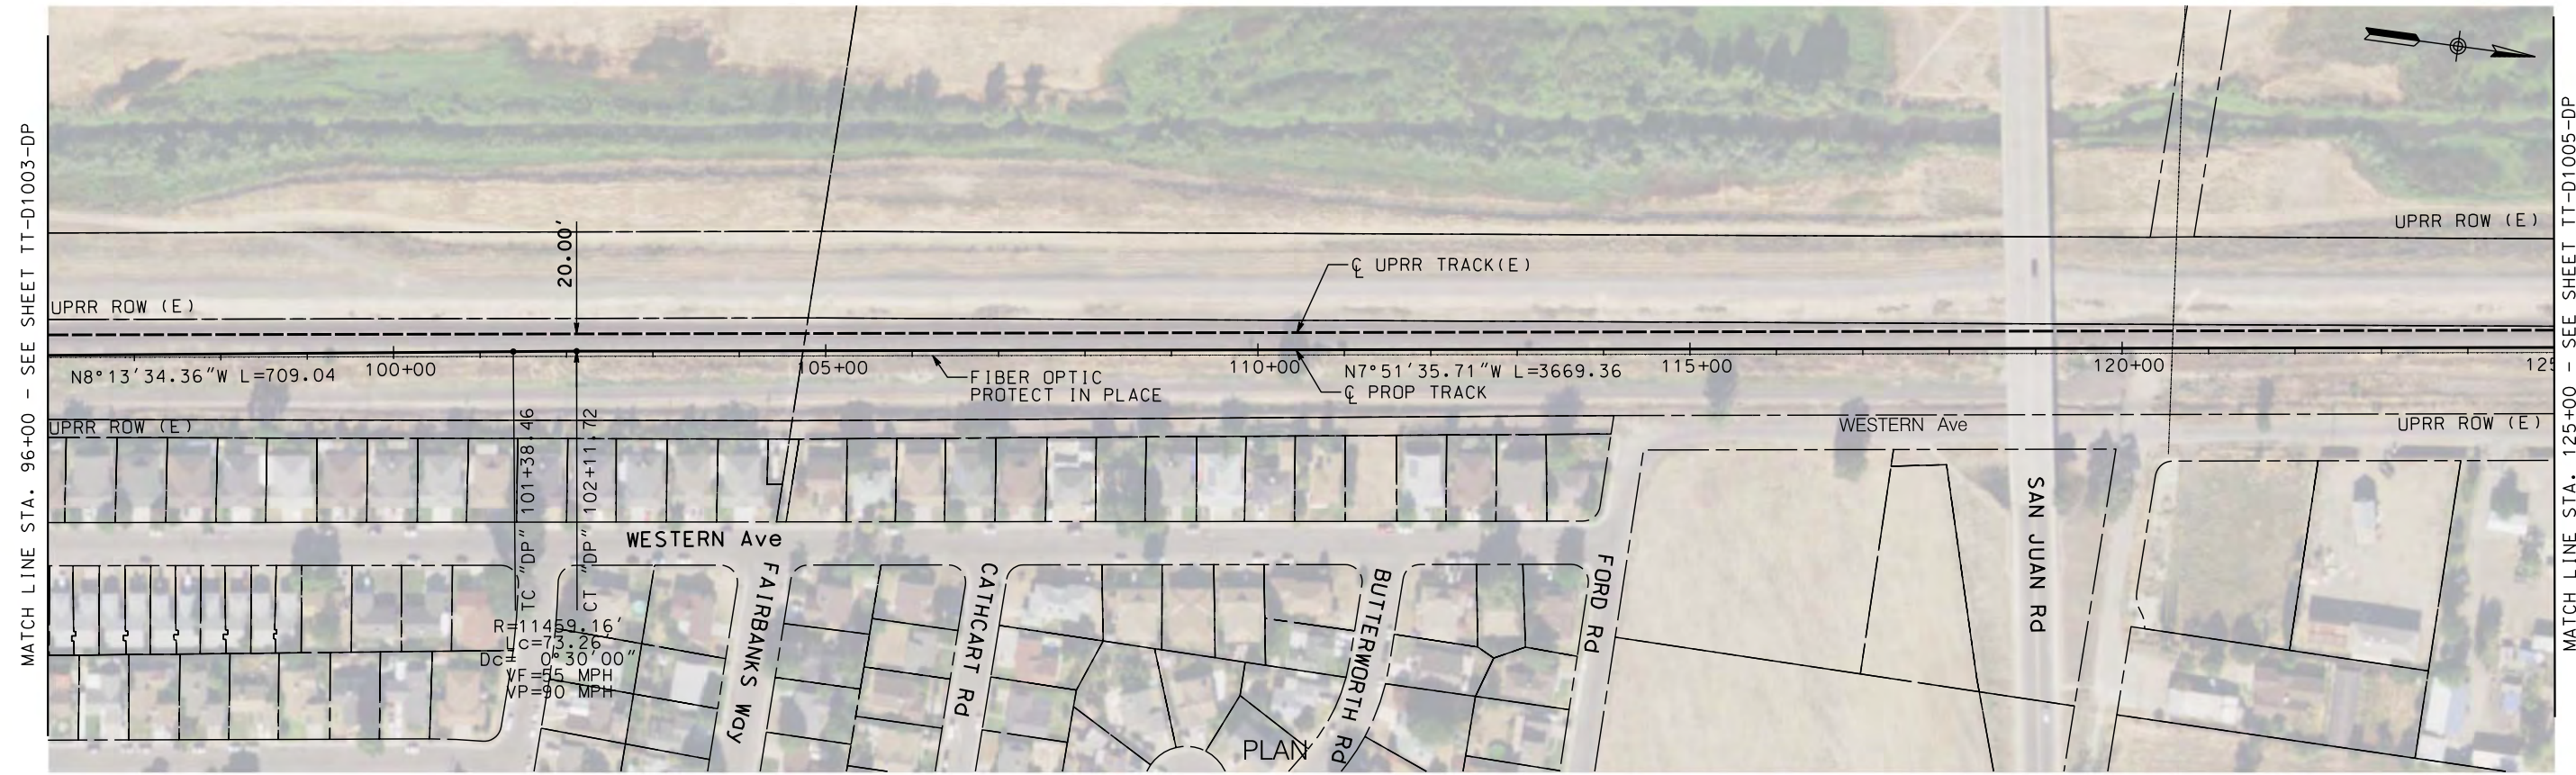 MATCH LINE STA. 96+00 - SEE SHEET TT-D1003-DP
MATCH LINE STA. 125+00 - SEE SHEET TT-D1005-DP
UPRR ROW (E)
20.00'
℄ UPRR TRACK(E)
UPRR ROW (E)
N8°13'34.36"W L=709.04
100+00
105+00
110+00
115+00
120+00
125
FIBER OPTIC
PROTECT IN PLACE
N7°51'35.71"W L=3669.36
℄ PROP TRACK
UPRR ROW (E)
WESTERN Ave
UPRR ROW (E)
TC "DP" 101+38.46
CT "DP" 102+11.72
WESTERN Ave
FAIRBANKS Way
CATHCART Rd
BUTTERWORTH Rd
FORD Rd
SAN JUAN Rd
R=11459.16'
Lc=73.26'
Dc= 0°30'00"
VF=55 MPH
VP=90 MPH
PLAN